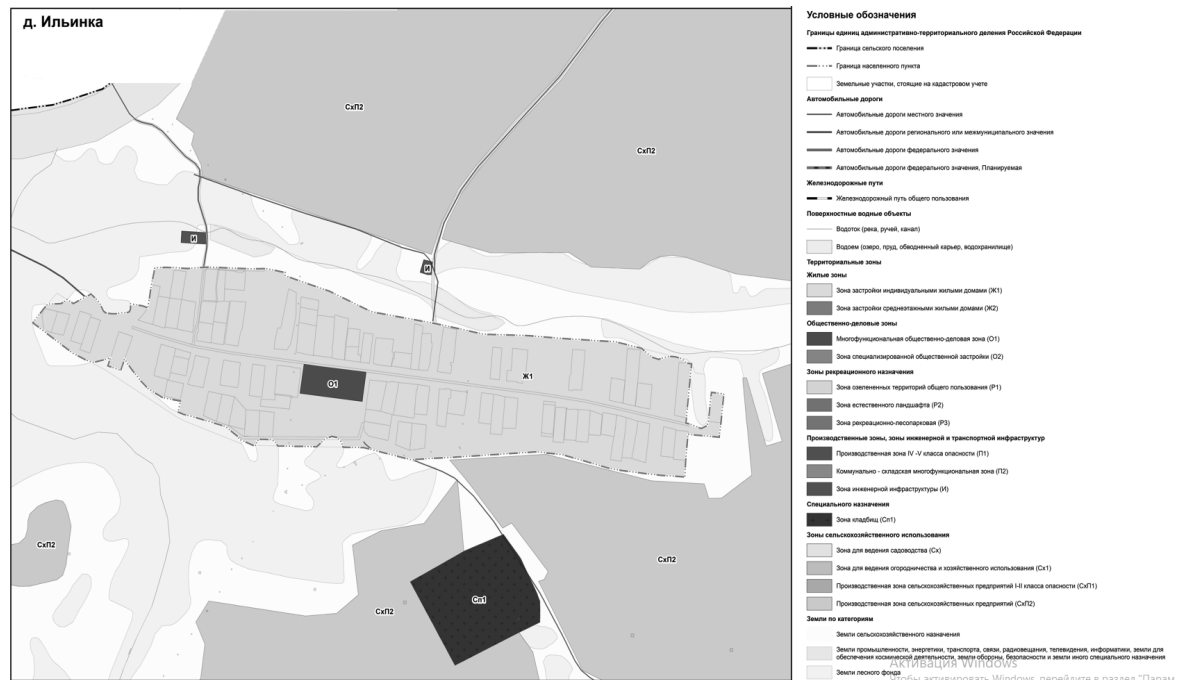 д. Ильинка
СхП2
СхП2
И
И
Ж1
О1
СхП2
СхП2
СхП2
Сп1
Условные обозначения
Границы единиц административно-территориального деления Российской Федерации
Граница сельского поселения
Граница населенного пункта
Земельные участки, стоящие на кадастровом учете
Автомобильные дороги
Автомобильные дороги местного значения
Автомобильные дороги регионального или межмуниципального значения
Автомобильные дороги федерального значения
Автомобильные дороги федерального значения, Планируемая
Железнодорожные пути
Железнодорожный путь общего пользования
Поверхностные водные объекты
Водоток (река, ручей, канал)
Водоем (озеро, пруд, обводненный карьер, водохранилище)
Территориальные зоны
Жилые зоны
Зона застройки индивидуальными жилыми домами (Ж1)
Зона застройки среднеэтажными жилыми домами (Ж2)
Общественно-деловые зоны
Многофункциональная общественно-деловая зона (О1)
Зона специализированной общественной застройки (О2)
Зоны рекреационного назначения
Зона озелененных территорий общего пользования (Р1)
Зона естественного ландшафта (Р2)
Зона рекреационно-лесопарковая (Р3)
Производственные зоны, зоны инженерной и транспортной инфраструктур
Производственная зона IV -V класса опасности (П1)
Коммунально - складская многофункциональная зона (П2)
Зона инженерной инфраструктуры (И)
Специального назначения
Зона кладбищ (Сп1)
Зоны сельскохозяйственного использования
Зона для ведения садоводства (Сх)
Зона для ведения огородничества и хозяйственного использования (Сх1)
Производственная зона сельскохозяйственных предприятий I-II класса опасности (СхП1)
Производственная зона сельскохозяйственных предприятий (СхП2)
Земли по категориям
Земли сельскохозяйственного назначения
Земли промышленности, энергетики, транспорта, связи, радиовещания, телевидения, информатики, земли для
обеспечения космической деятельности, земли обороны, безопасности и земли иного специального назначения
Земли лесного фонда
Активация Windows
Чтобы активировать Windows, перейдите в раздел "Парам